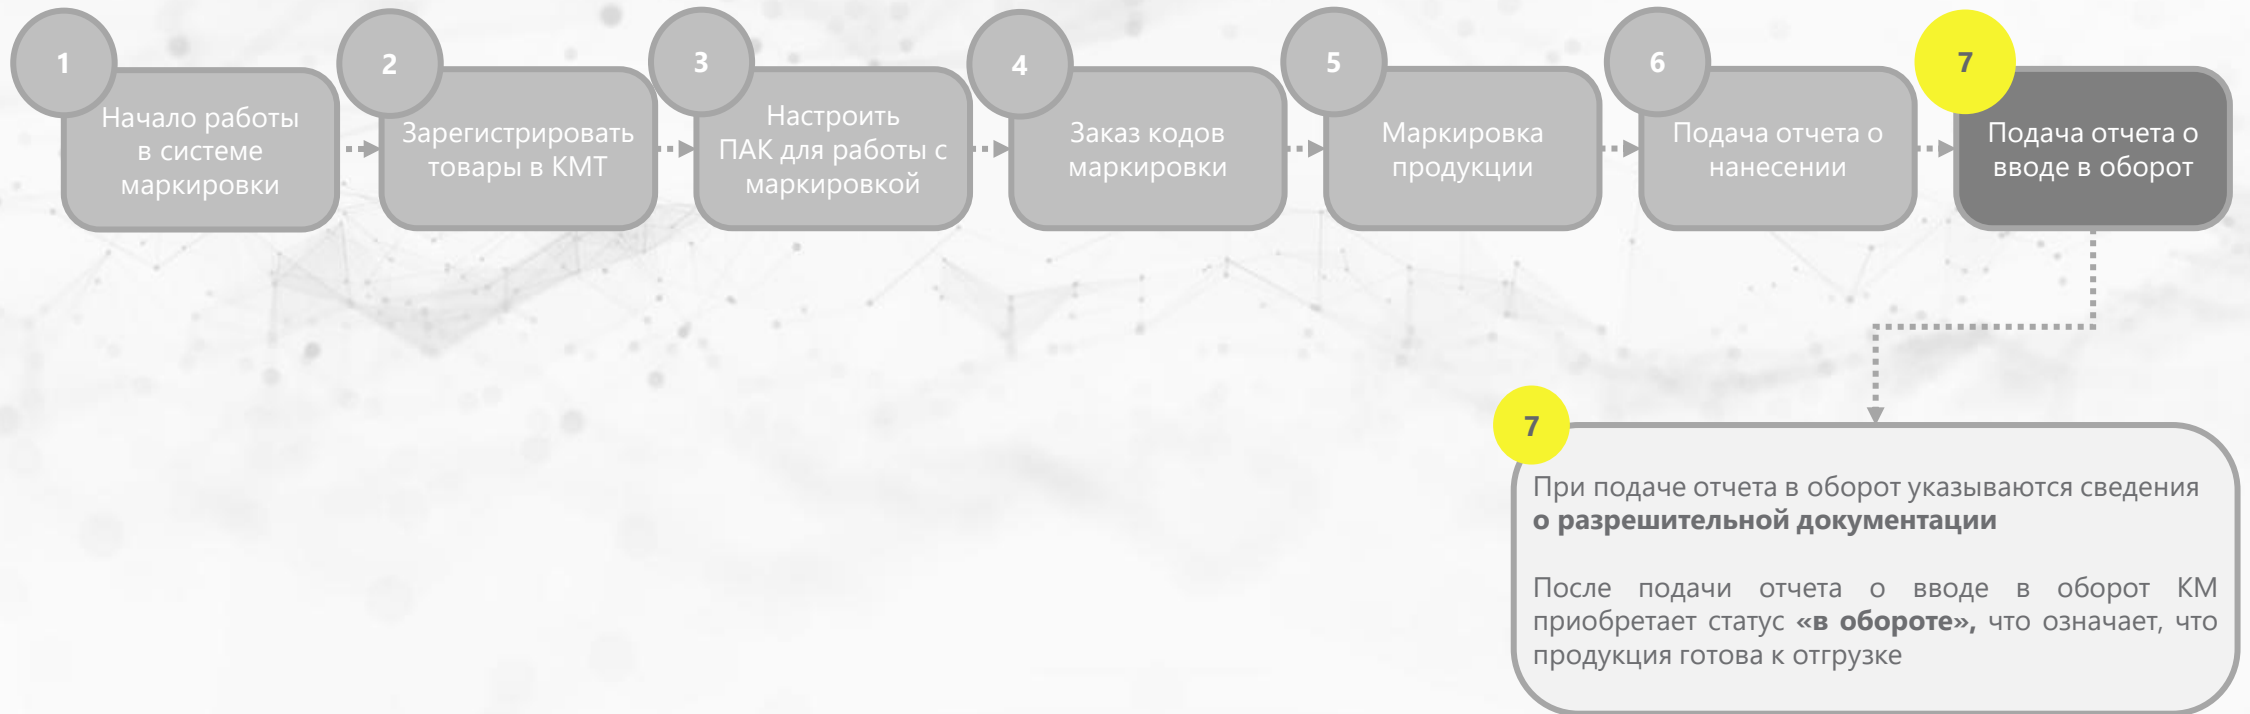 1
Начало работы
в системе
маркировки
2
Зарегистрировать
товары в КМТ
3
Настроить
ПАК для работы с
маркировкой
4
Заказ кодов
маркировки
5
Маркировка
продукции
6
Подача отчета о
нанесении
7
Подача отчета о
вводе в оборот
7
При подаче отчета в оборот указываются сведения
о разрешительной документации
После подачи отчета о вводе в оборот КМ
приобретает статус «в обороте», что означает, что
продукция готова к отгрузке